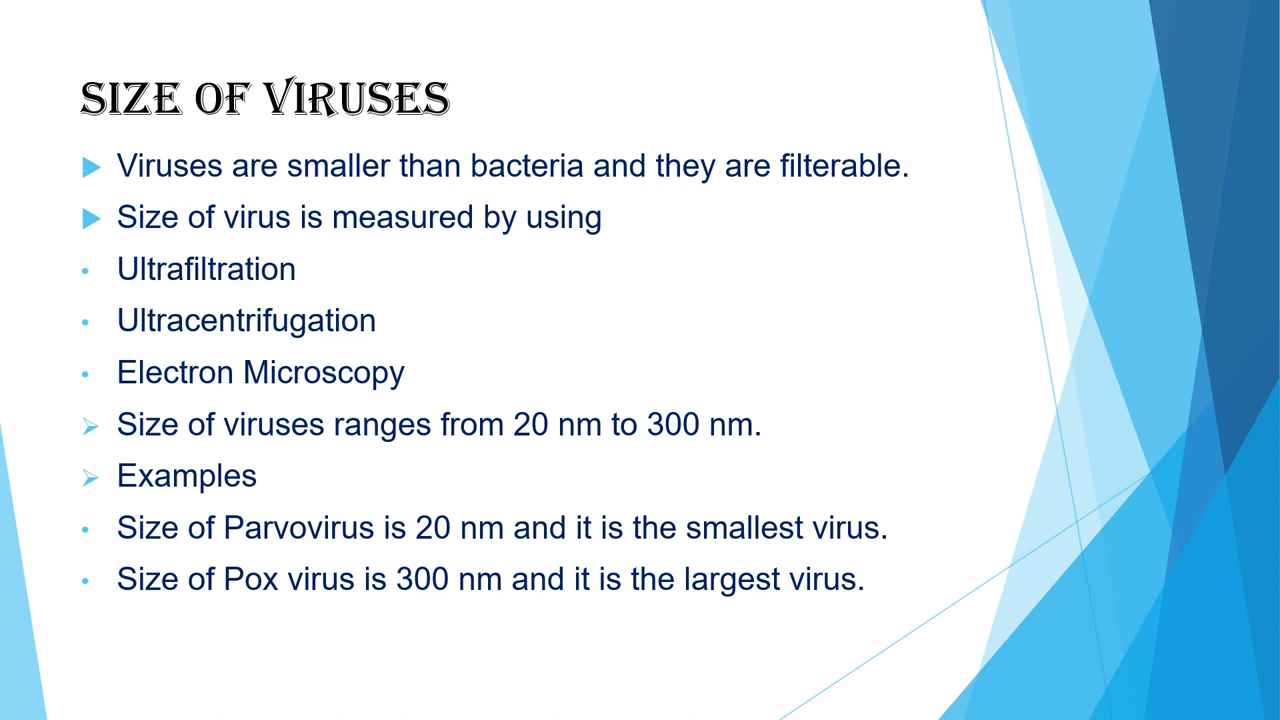 SIZE OF VIRUSES
Viruses are smaller than bacteria and they are filterable.
Size of virus is measured by using
Ultrafiltration
Ultracentrifugation
Electron Microscopy
Size of viruses ranges from 20 nm to 300 nm.
Examples
Size of Parvovirus is 20 nm and it is the smallest virus.
Size of Pox virus is 300 nm and it is the largest virus.